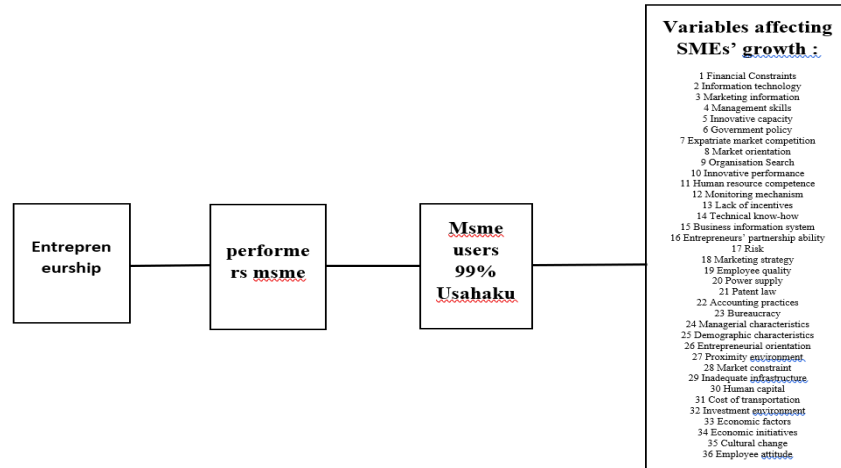 Entrepren
eurship
performe
rs msme
Msme
users
99%
Usahaku
Variables affecting
SMEs' growth :
1 Financial Constraints
2 Information technology
3 Marketing information
4 Management skills
5 Innovative capacity
6 Government policy
7 Expatriate market competition
8 Market orientation
9 Organisation Search
10 Innovative performance
11 Human resource competence
12 Monitoring mechanism
13 Lack of incentives
14 Technical know-how
15 Business information system
16 Entrepreneurs' partnership ability
17 Risk
18 Marketing strategy
19 Employee quality
20 Power supply
21 Patent law
22 Accounting practices
23 Bureaucracy
24 Managerial characteristics
25 Demographic characteristics
26 Entrepreneurial orientation
27 Proximity environment
28 Market constraint
29 Inadequate infrastructure
30 Human capital
31 Cost of transportation
32 Investment environment
33 Economic factors
34 Economic initiatives
35 Cultural change
36 Employee attitude